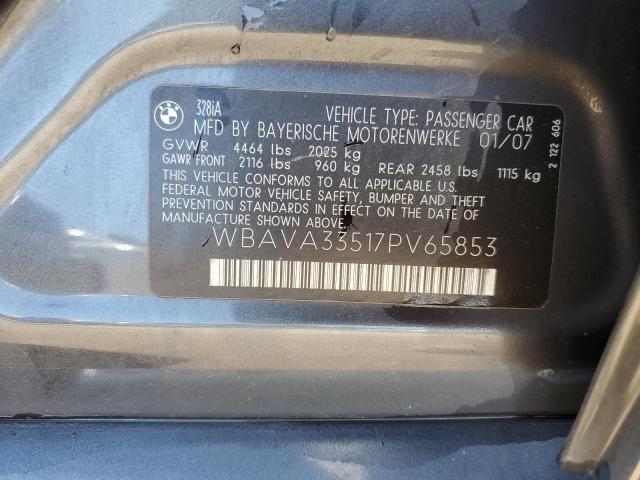 BMW
328iA
VEHICLE TYPE: PASSENGER CAR
MFD BY BAYERISCHE MOTORENWERKE 01/07
GVWR 4464 lbs 2025 kg
GAWR FRONT 2116 lbs 960 kg REAR 2458 lbs 1115 kg
THIS VEHICLE CONFORMS TO ALL APPLICABLE U.S.
FEDERAL MOTOR VEHICLE SAFETY, BUMPER AND THEFT
PREVENTION STANDARDS IN EFFECT ON THE DATE OF
MANUFACTURE SHOWN ABOVE.
WBAVA33517PV65853
2 122 606